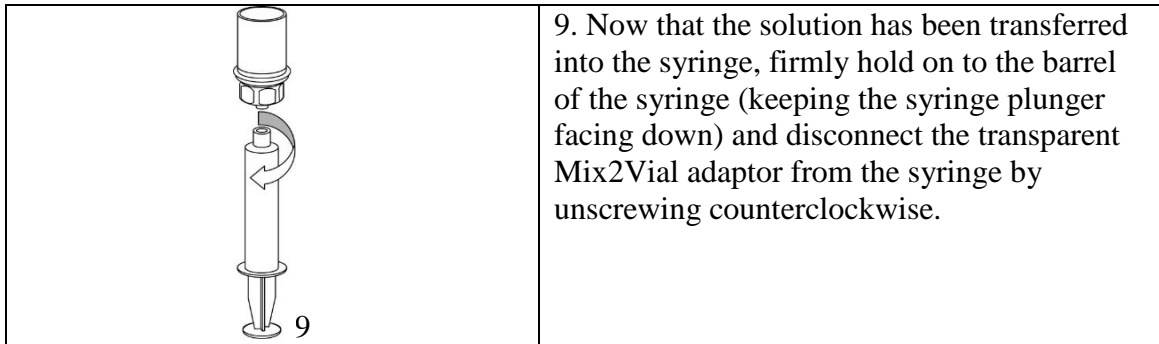 9. Now that the solution has been transferred
into the syringe, firmly hold on to the barrel
of the syringe (keeping the syringe plunger
facing down) and disconnect the transparent
Mix2Vial adaptor from the syringe by
unscrewing counterclockwise.
9